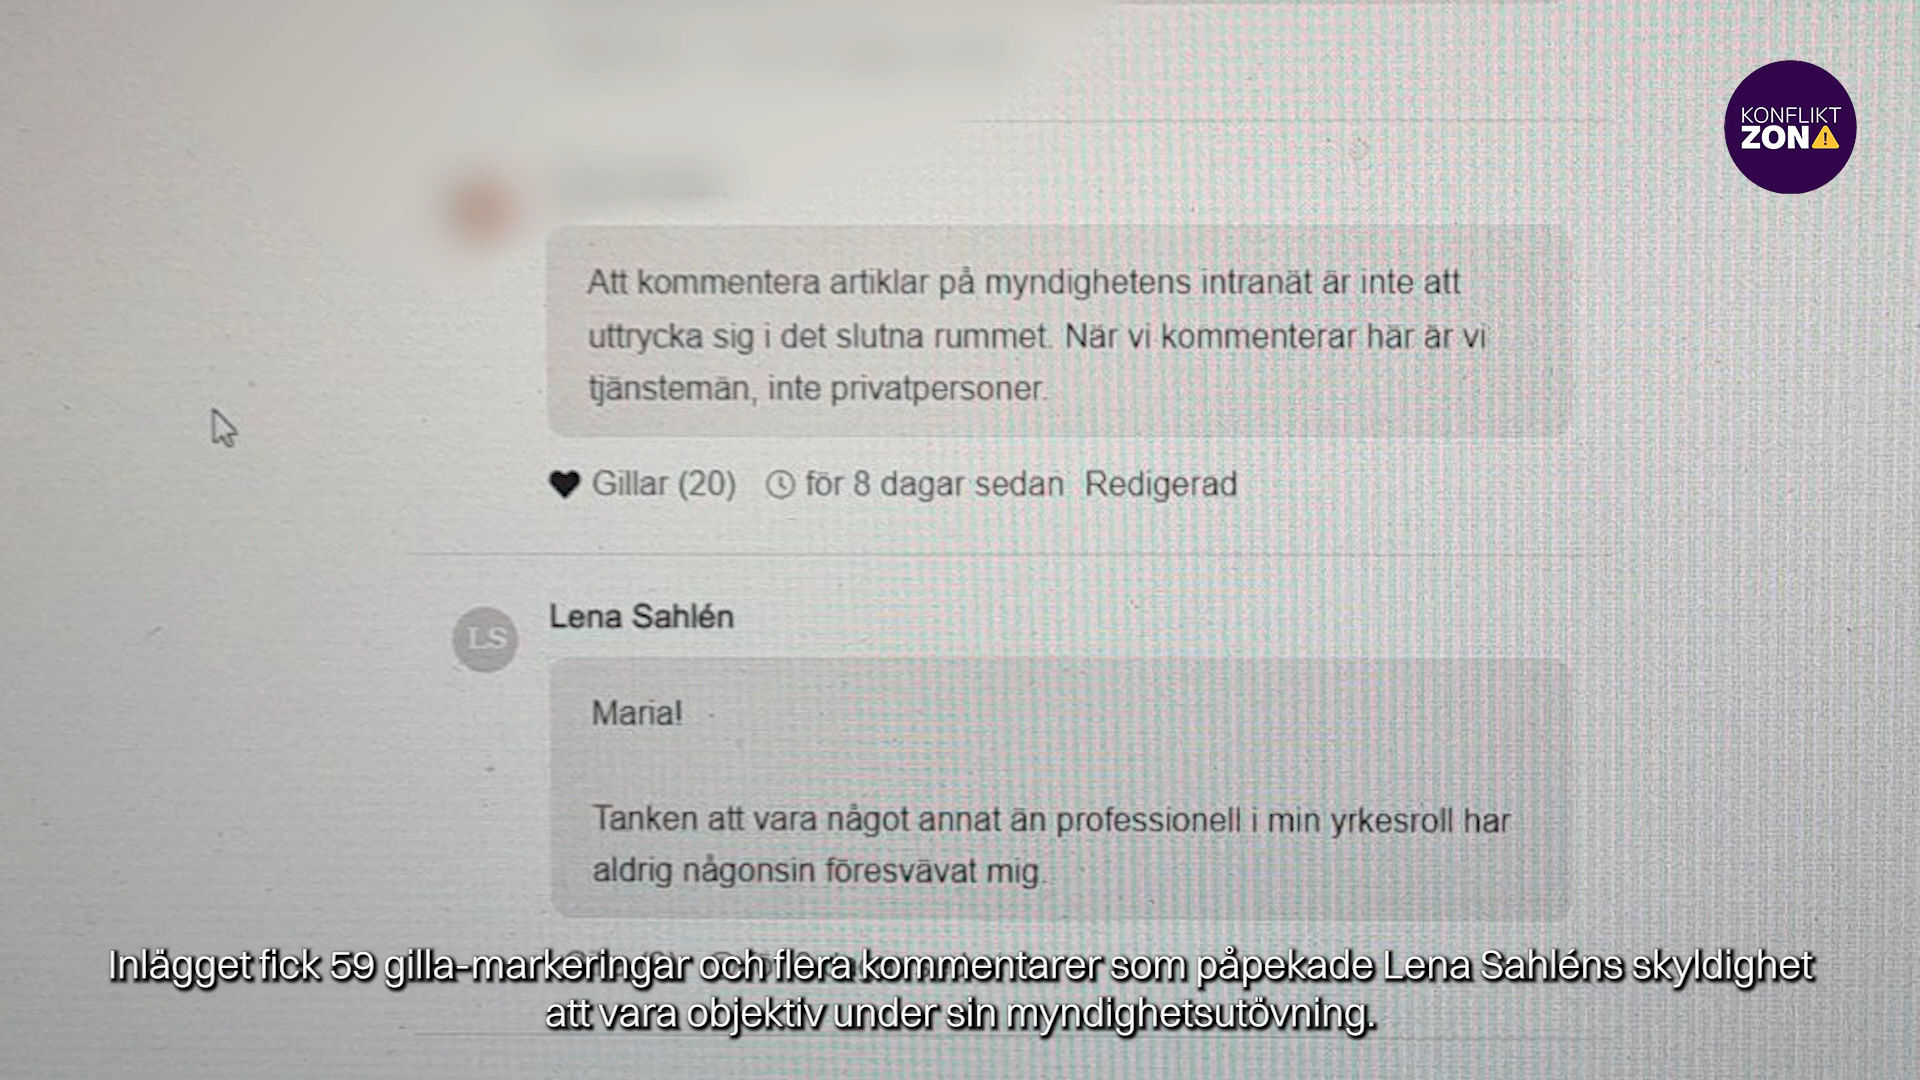 KONFLIKT
ZON
Att kommentera artiklar på myndighetens intranät är inte att
uttrycka sig i det slutna rummet. När vi kommenterar här är vi
tjänstemän, inte privatpersoner.
Gillar (20) för 8 dagar sedan Redigerad
Lena Sahlén
LS
Maria!
Tanken att vara något annat än professionell i min yrkesroll har
aldrig någonsin föresvävat mig.
Inlägget fick 59 gilla-markeringar och flera kommentarer som påpekade Lena Sahléns skyldighet
att vara objektiv under sin myndighetsutövning.